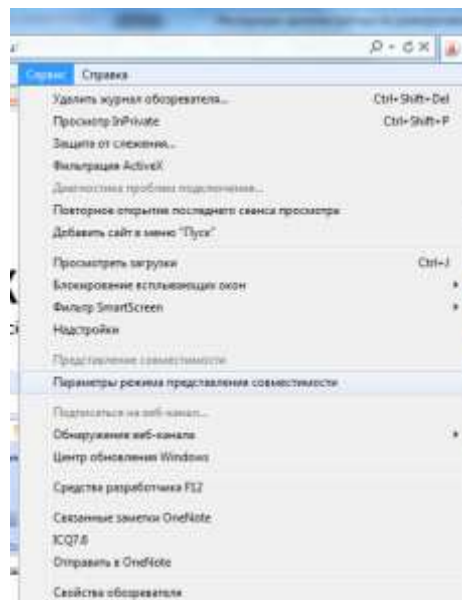 Сервис Справка
Удалить журнал обозревателя... Ctrl+Shift+Del
Просмотр InPrivate Ctrl+Shift+P
Защита от слежения...
Фильтрация ActiveX
Диагностика проблем подключения...
Повторное открытие последнего сеанса просмотра
Добавить сайт в меню "Пуск"
Просмотреть загрузки Ctrl+J
Блокирование всплывающих окон
Фильтр SmartScreen
Надстройки
Представление совместимости
Параметры режима представления совместимости
Подписаться на веб-канал...
Обнаружение веб-канала
Центр обновления Windows
Средства разработчика F12
Связанные заметки OneNote
ICQ7.6
Отправить в OneNote
Свойства обозревателя